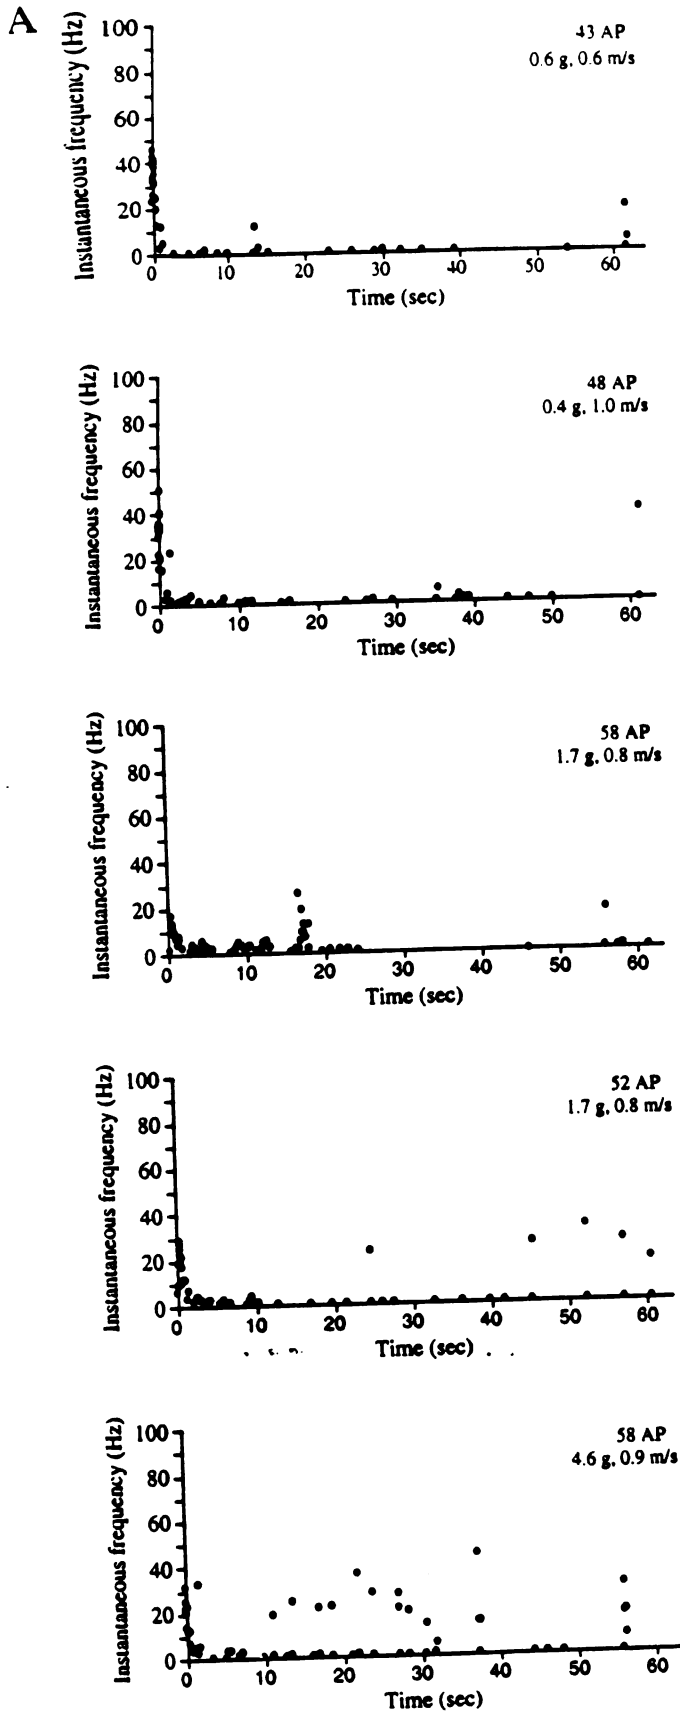 A
43 AP
0.6 g, 0.6 m/s
Instantaneous frequency (Hz)
100
80
60
40
20
0
0 10 20 30 40 50 60
Time (sec)
48 AP
0.4 g, 1.0 m/s
Instantaneous frequency (Hz)
100
80
60
40
20
0
0 10 20 30 40 50 60
Time (sec)
58 AP
1.7 g, 0.8 m/s
Instantaneous frequency (Hz)
100
80
60
40
20
0
0 10 20 30 40 50 60
Time (sec)
52 AP
1.7 g, 0.8 m/s
Instantaneous frequency (Hz)
100
80
60
40
20
0
0 10 20 30 40 50 60
Time (sec)
58 AP
4.6 g, 0.9 m/s
Instantaneous frequency (Hz)
100
80
60
40
20
0
0 10 20 30 40 50 60
Time (sec)